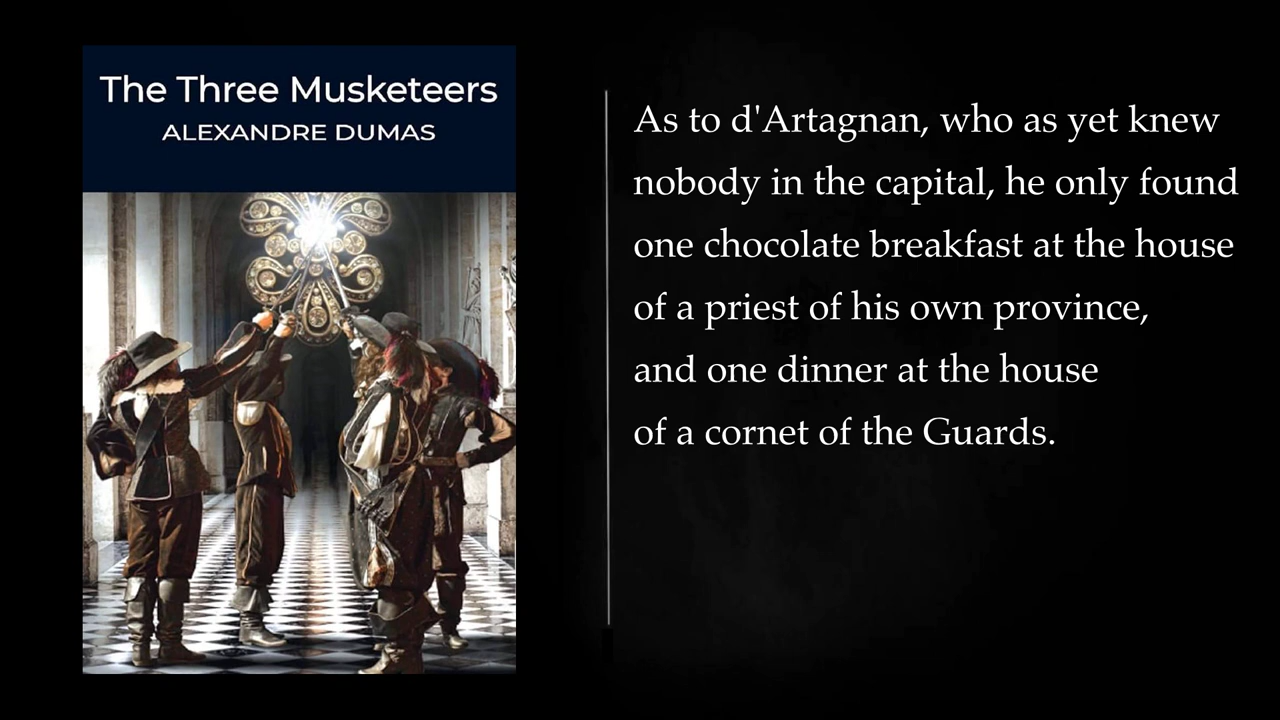 The Three Musketeers
ALEXANDRE DUMAS
As to d'Artagnan, who as yet knew
nobody in the capital, he only found
one chocolate breakfast at the house
of a priest of his own province,
and one dinner at the house
of a cornet of the Guards.